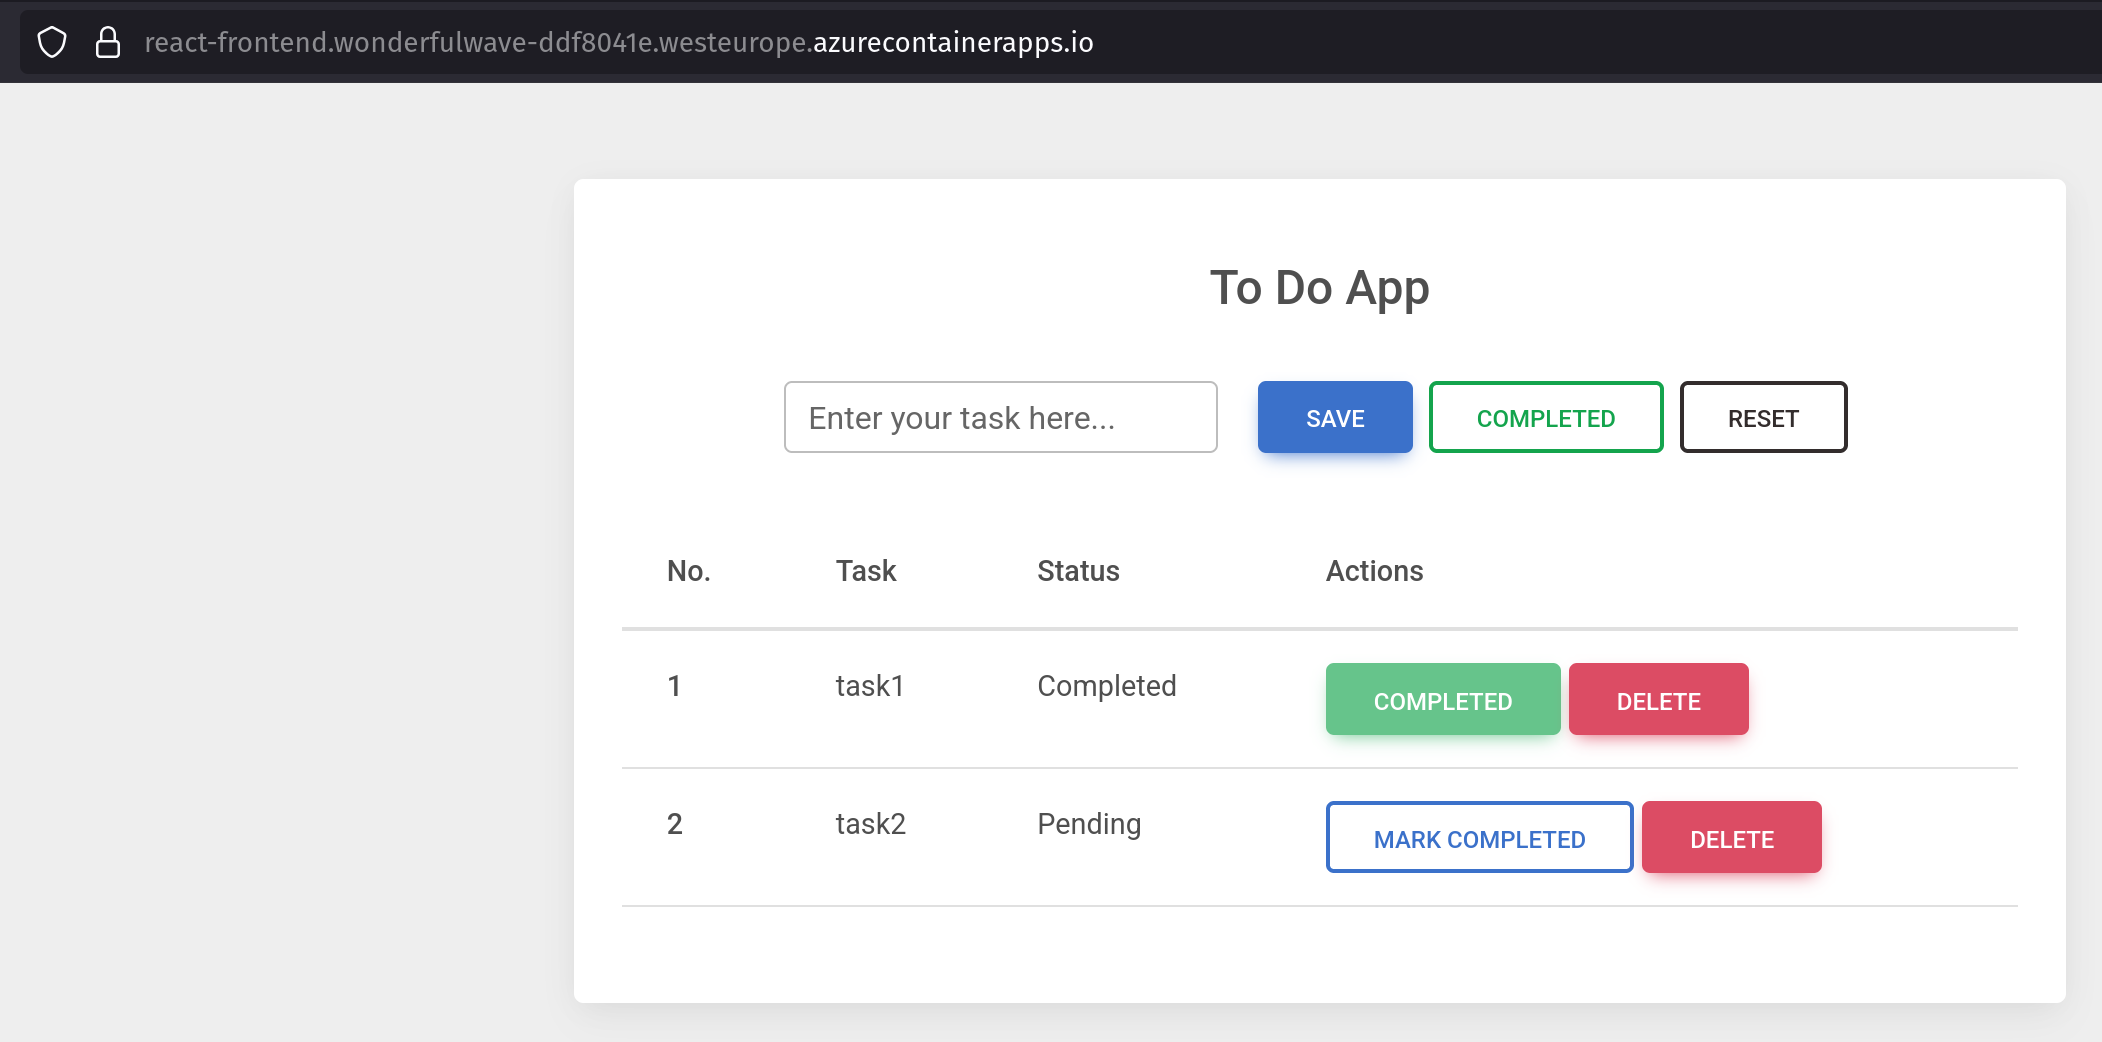 react-frontend.wonderfulwave-ddf8041e.westeurope.azurecontainerapps.io
To Do App
Enter your task here... SAVE COMPLETED RESET
No. Task Status Actions
1 task1 Completed COMPLETED DELETE
2 task2 Pending MARK COMPLETED DELETE